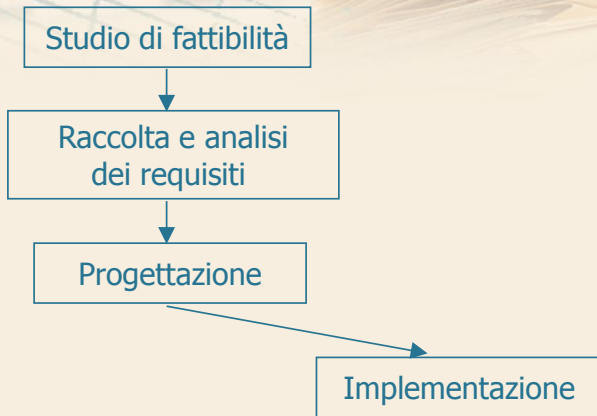 Studio di fattibilità
Raccolta e analisi
dei requisiti
Progettazione
Implementazione